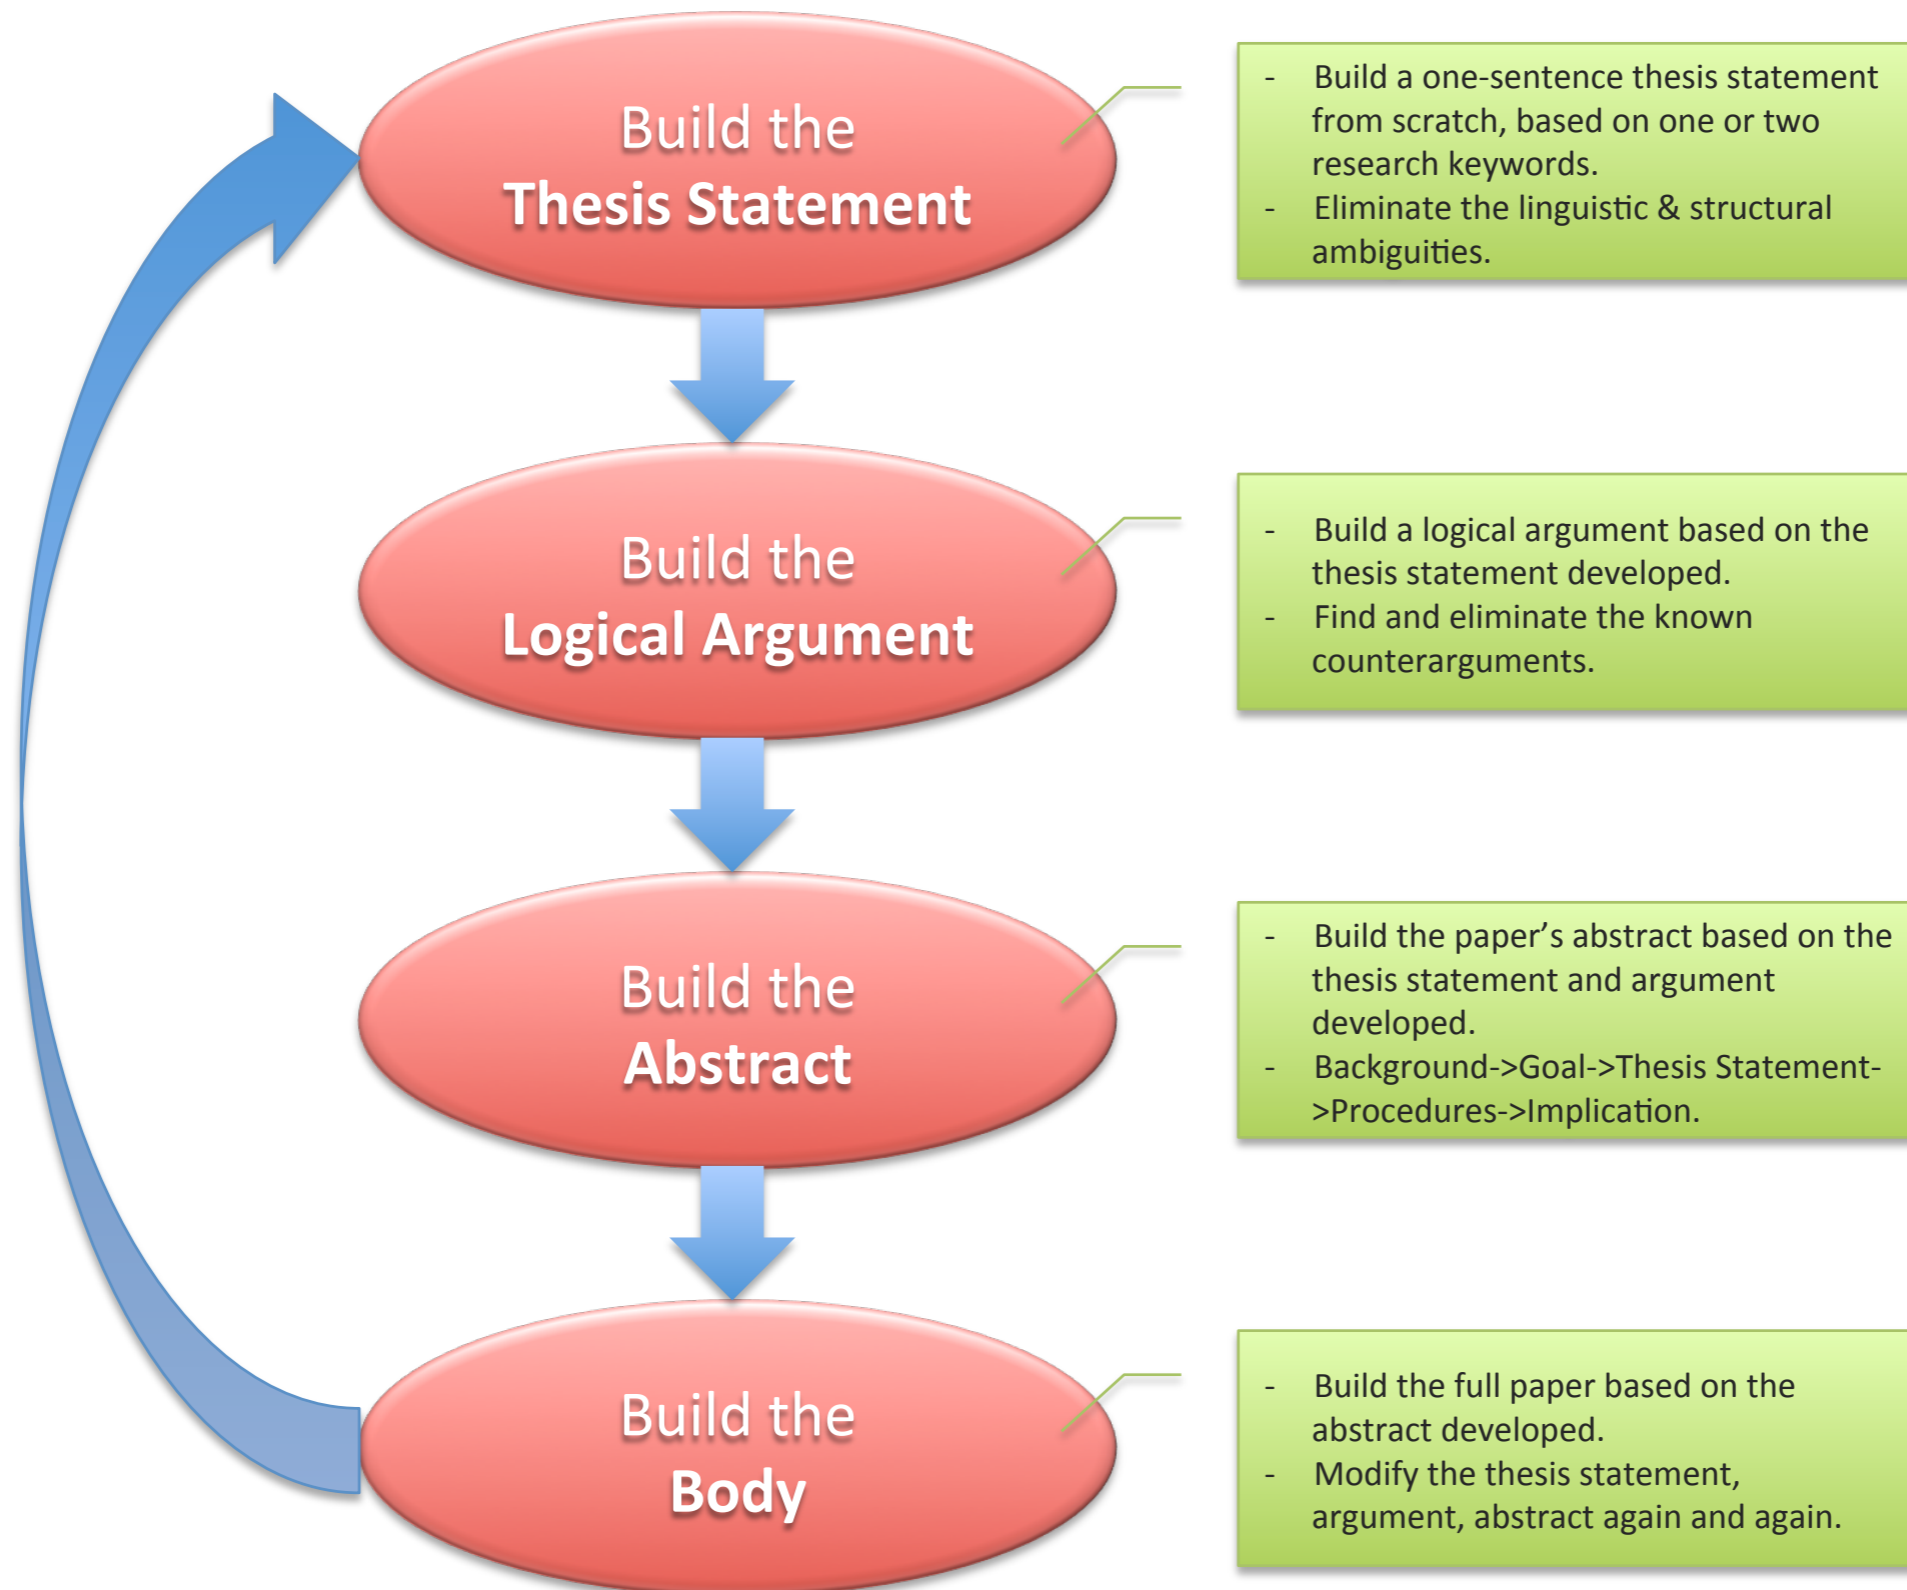 Build the
Thesis Statement
- Build a one-sentence thesis statement
from scratch, based on one or two
research keywords.
- Eliminate the linguistic & structural
ambiguities.
Build the
Logical Argument
- Build a logical argument based on the
thesis statement developed.
- Find and eliminate the known
counterarguments.
Build the
Abstract
- Build the paper’s abstract based on the
thesis statement and argument
developed.
- Background->Goal->Thesis Statement-
>Procedures->Implication.
Build the
Body
- Build the full paper based on the
abstract developed.
- Modify the thesis statement,
argument, abstract again and again.